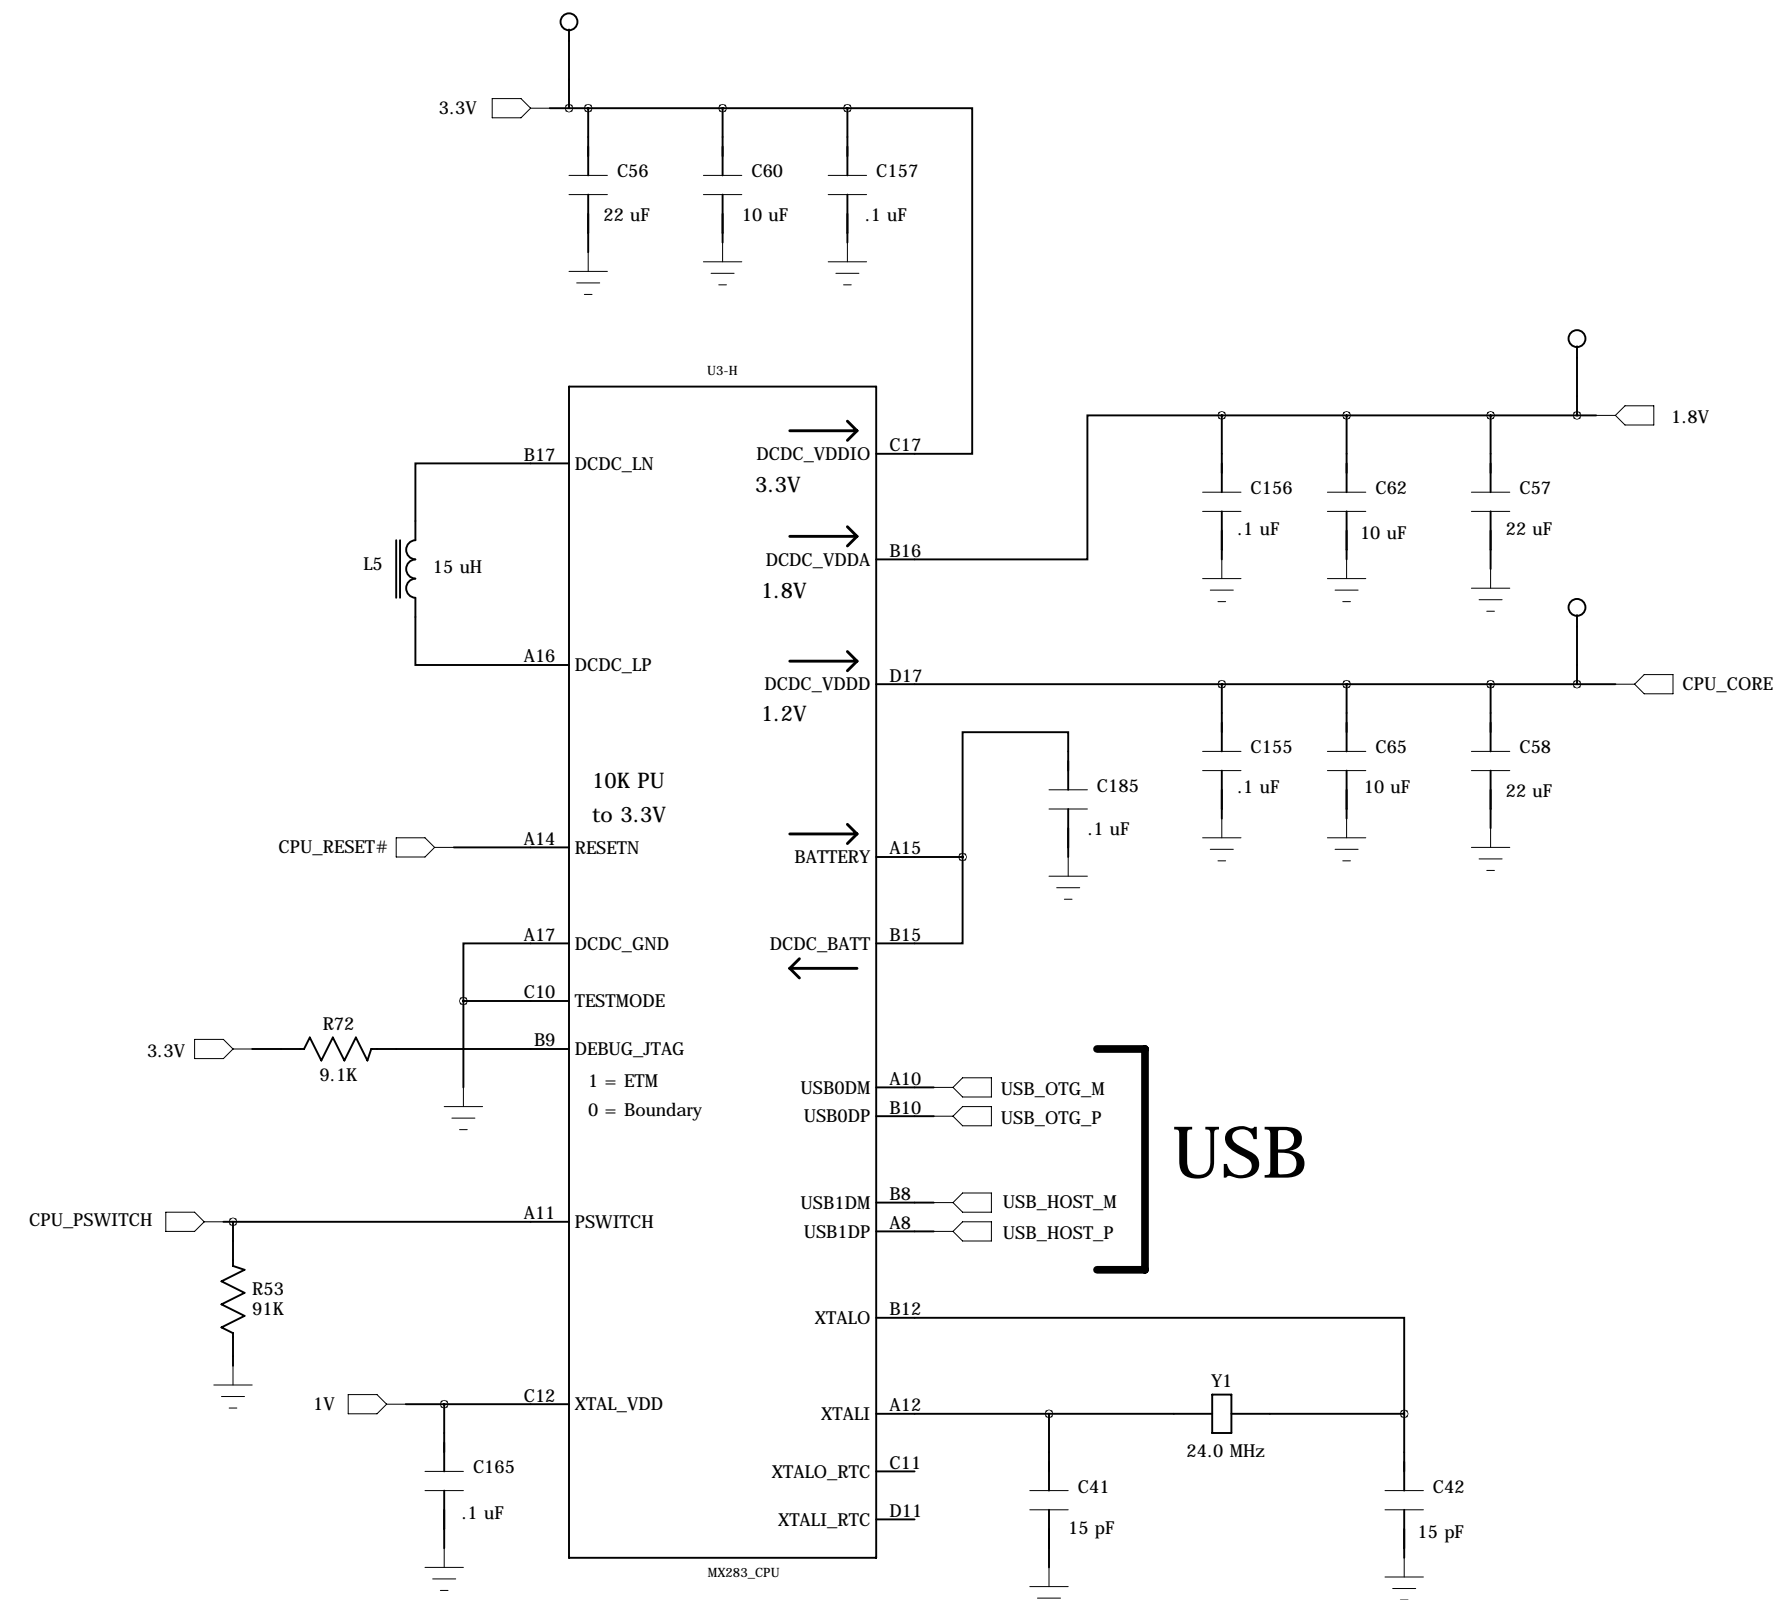 3.3V
C56
C60
C157
22 uF
10 uF
.1 uF
U3-H
B17
DCDC_LN
DCDC_VDDIO
C17
3.3V
1.8V
C156
C62
C57
.1 uF
10 uF
22 uF
DCDC_VDDA
B16
1.8V
L5
15 uH
A16
DCDC_LP
DCDC_VDDD
D17
1.2V
CPU_CORE
C155
C65
C58
.1 uF
10 uF
22 uF
10K PU
to 3.3V
C185
.1 uF
CPU_RESET#
A14
RESETN
BATTERY
A15
A17
DCDC_GND
DCDC_BATT
B15
C10
TESTMODE
3.3V
R72
9.1K
B9
DEBUG_JTAG
1 = ETM
0 = Boundary
USB0DM
A10
USB_OTG_M
USB0DP
B10
USB_OTG_P
USB
USB1DM
B8
USB_HOST_M
USB1DP
A8
USB_HOST_P
CPU_PSWITCH
A11
PSWITCH
R53
91K
XTALO
B12
1V
C12
XTAL_VDD
XTALI
A12
Y1
24.0 MHz
C165
.1 uF
XTALO_RTC
C11
XTALI_RTC
D11
C41
15 pF
C42
15 pF
MX283_CPU